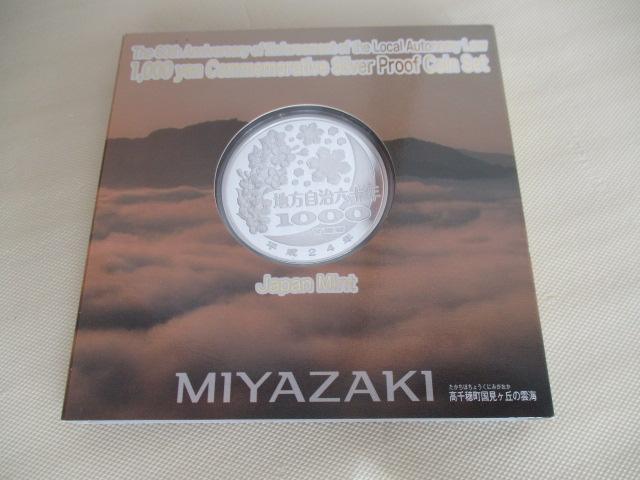 The 60th Anniversary of Enforcement of the Local Autonomy Law
1,000 yen Commemorative Silver Proof Coin Set
地方自治六十年
1000
平成24年
Japan Mint
MIYAZAKI
たかちほちょうくにみがおか
高千穂町国見ヶ丘の雲海